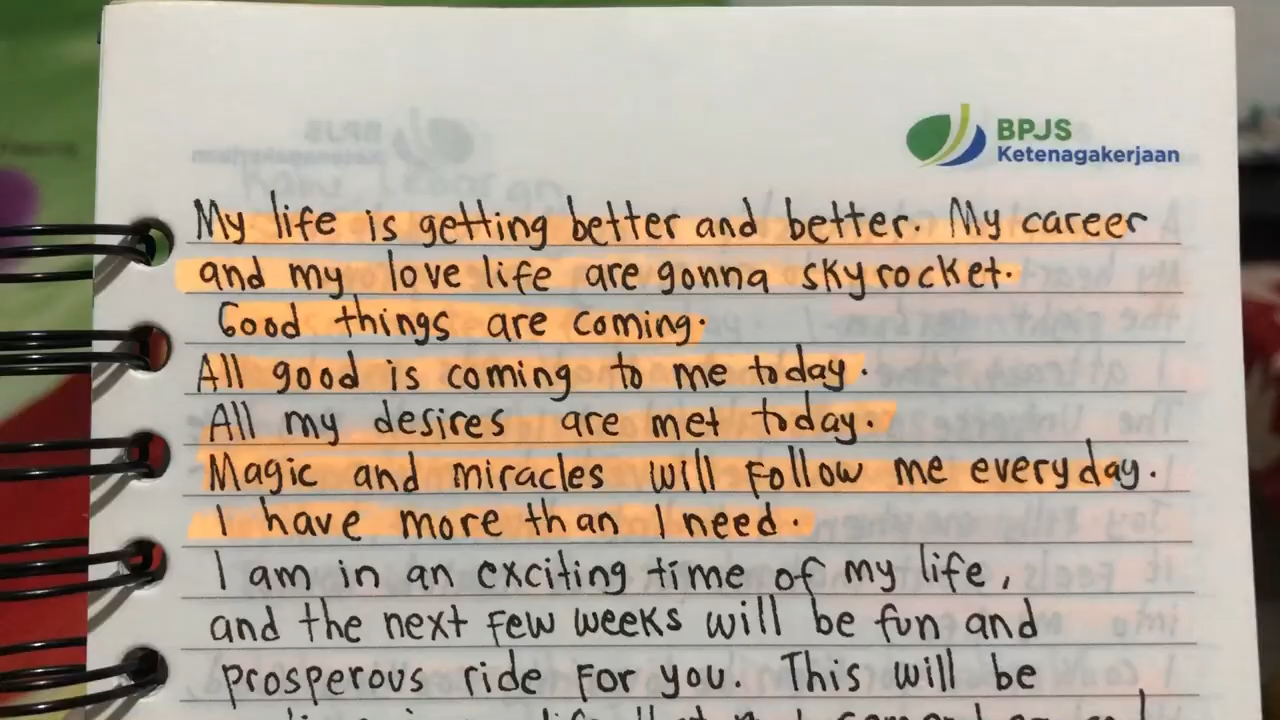 BPJS
Ketenagakerjaan
My life is getting better and better. My career
and my love life are gonna skyrocket.
Good things are coming.
All good is coming to me today.
All my desires are met today.
Magic and miracles will follow me everyday.
I have more than I need.
I am in an exciting time of my life,
and the next few weeks will be fun and
prosperous ride for you. This will be